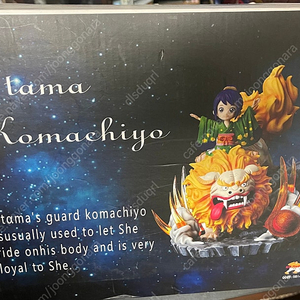 tama
Komachiyo
tama's guard komachiyo
susually used to let She
ride onhis body and is very
loyal to She.